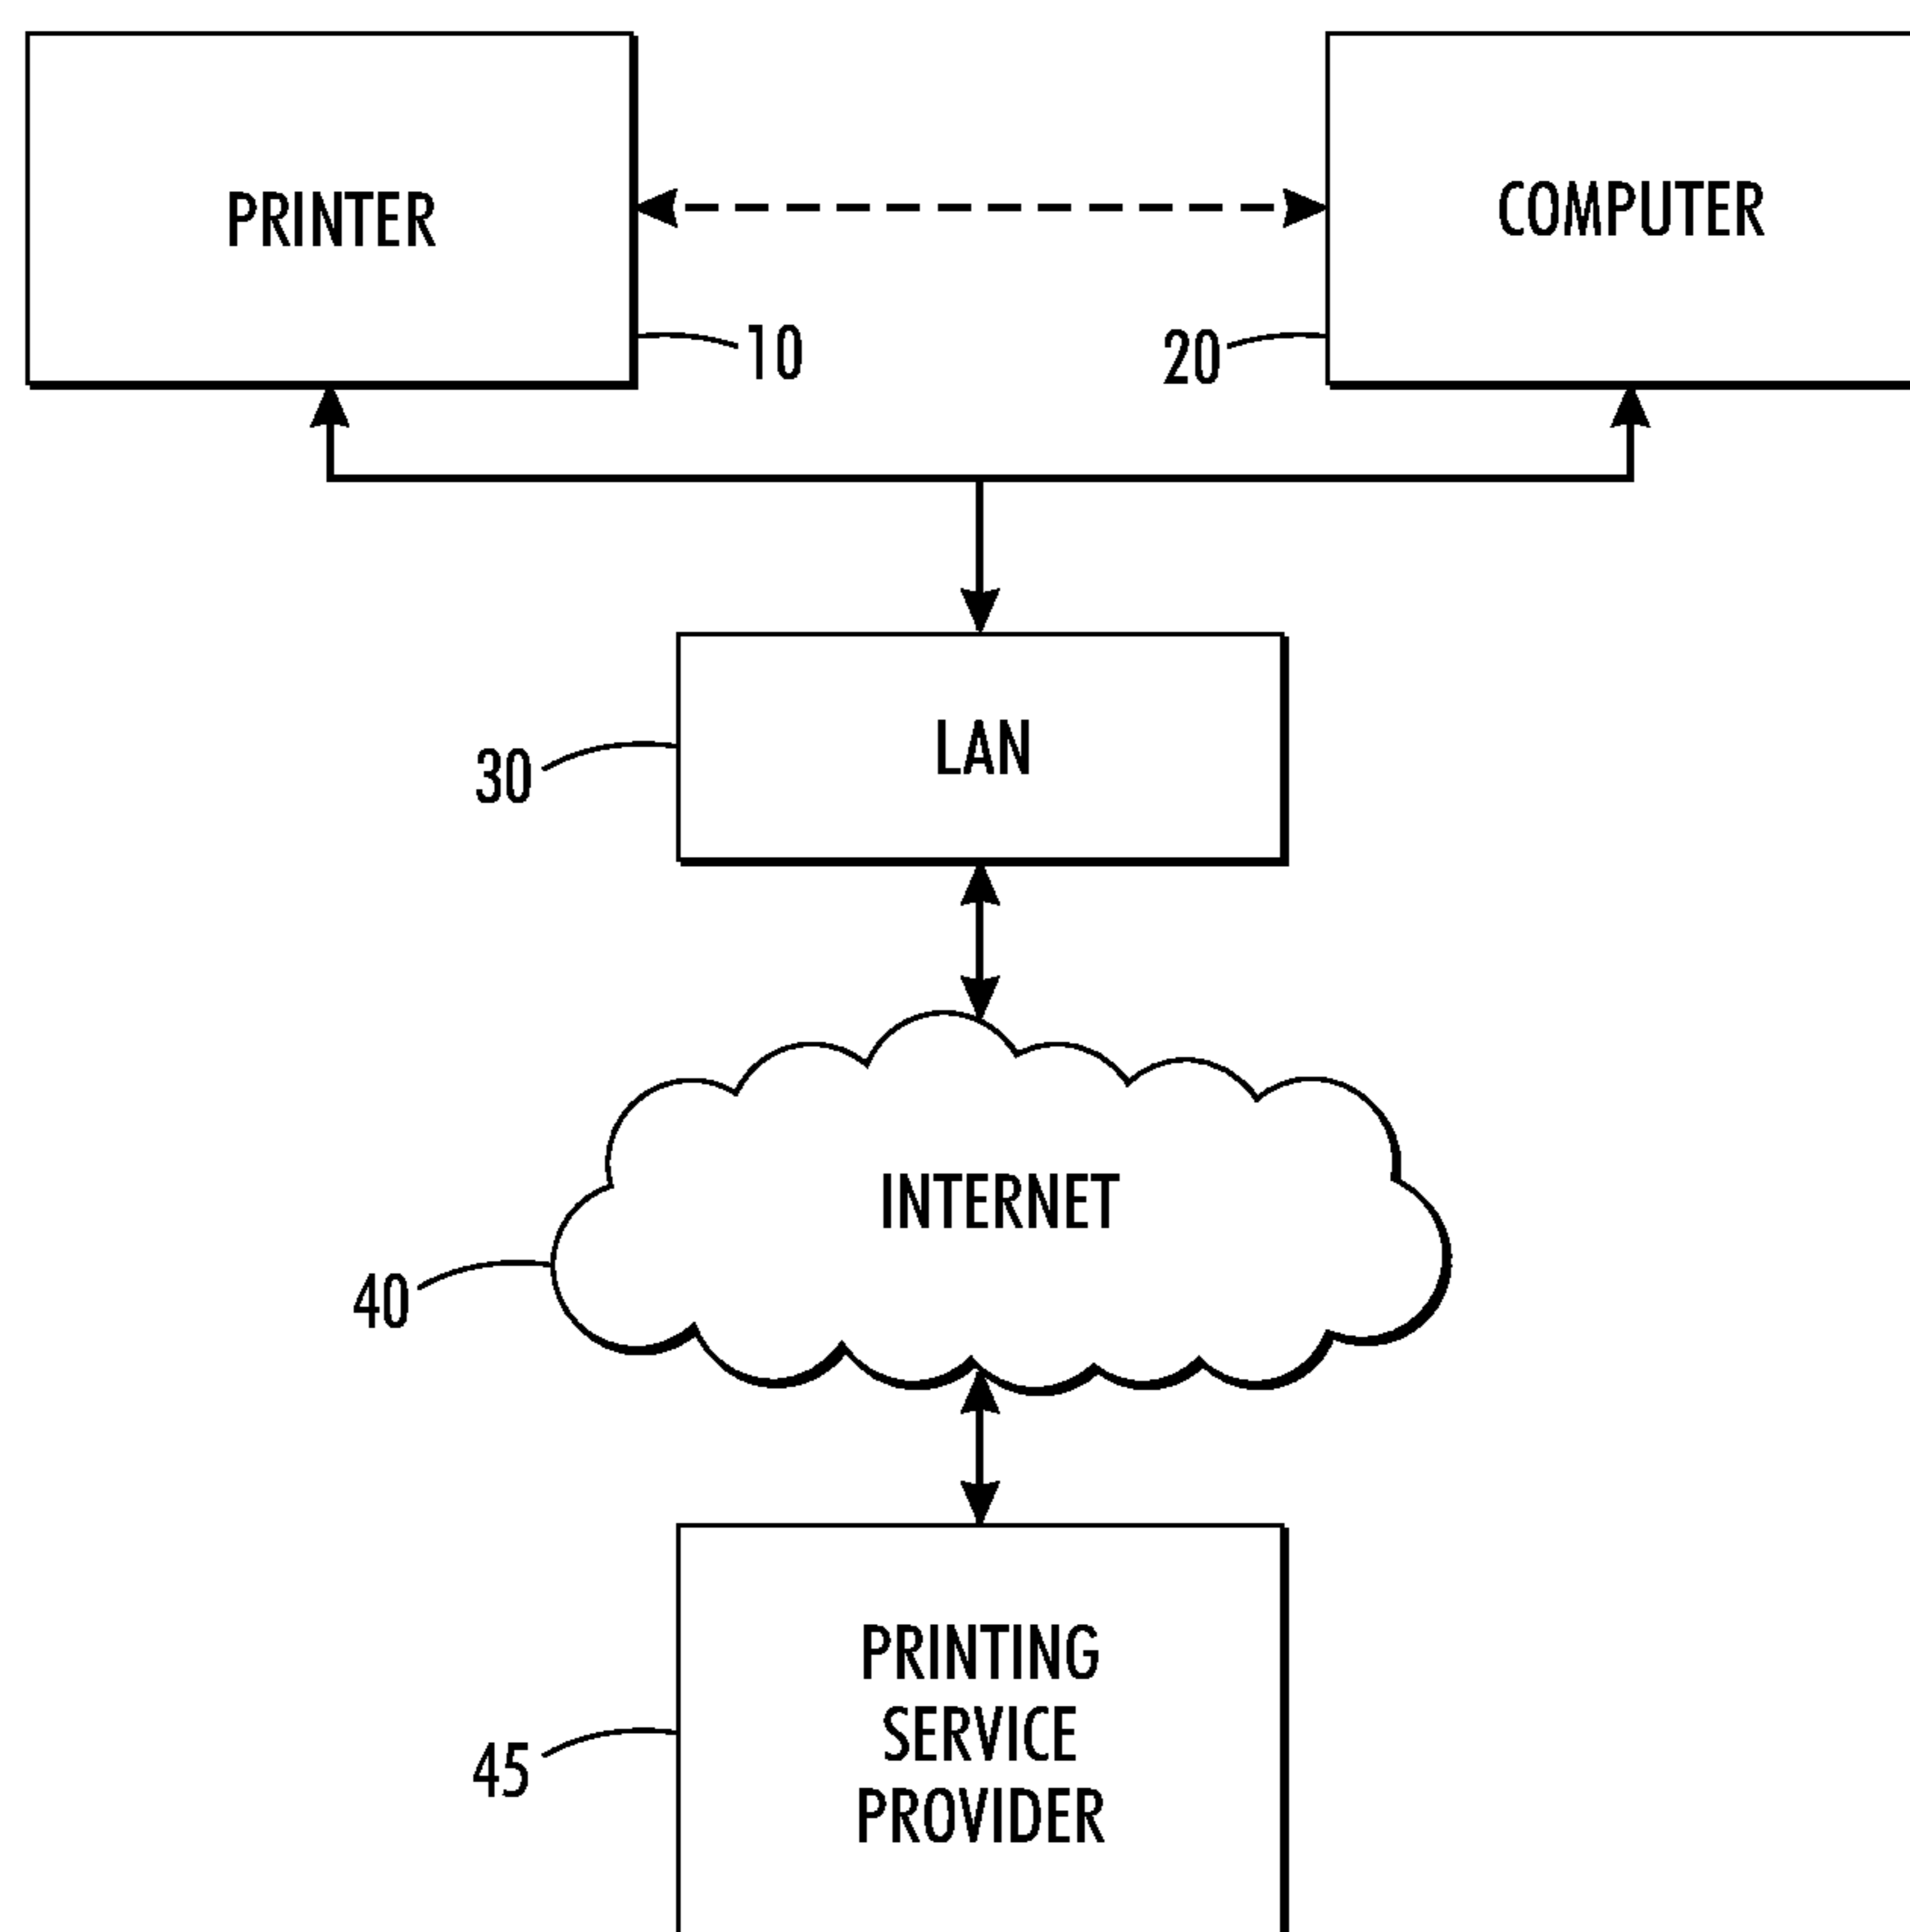 PRINTER
COMPUTER
10
20
LAN
30
INTERNET
40
PRINTING
SERVICE
PROVIDER
45